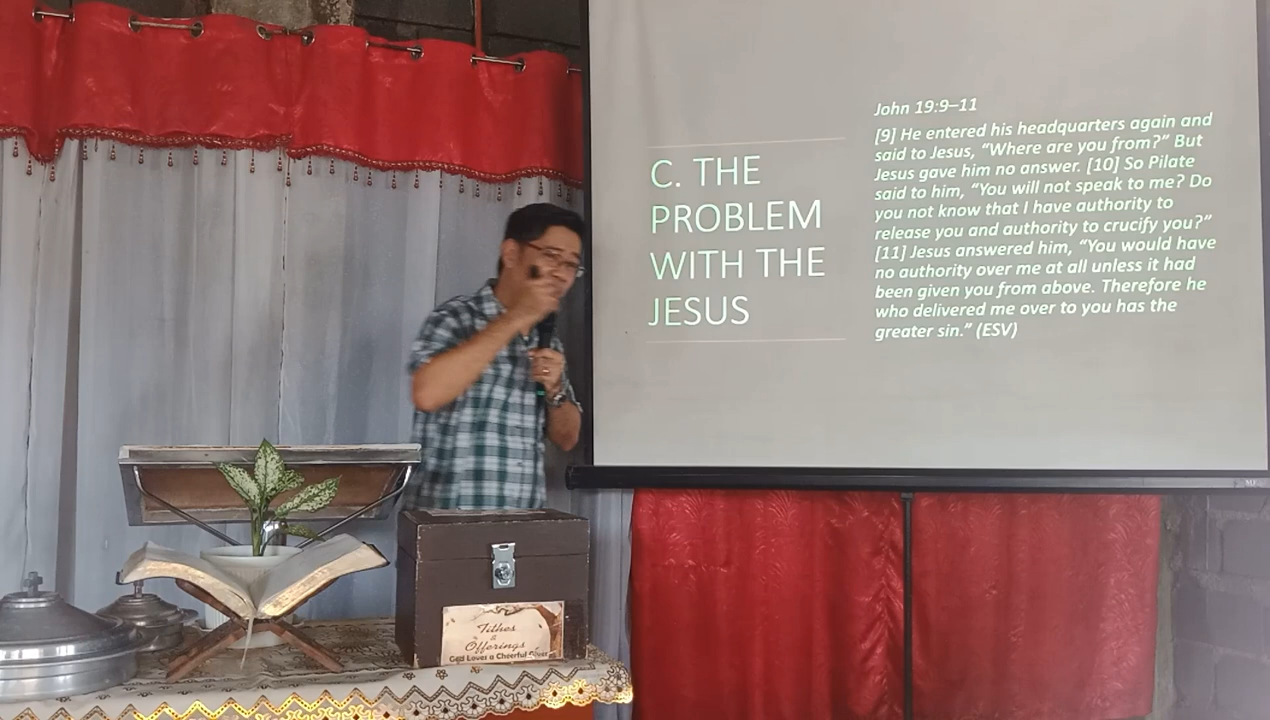 C. THE
PROBLEM
WITH THE
JESUS
John 19:9–11
[9] He entered his headquarters again and
said to Jesus, “Where are you from?” But
Jesus gave him no answer. [10] So Pilate
said to him, “You will not speak to me? Do
you not know that I have authority to
release you and authority to crucify you?”
[11] Jesus answered him, “You would have
no authority over me at all unless it had
been given you from above. Therefore he
who delivered me over to you has the
greater sin.” (ESV)
Tithes
&
Offerings
God Loves a Cheerful Giver